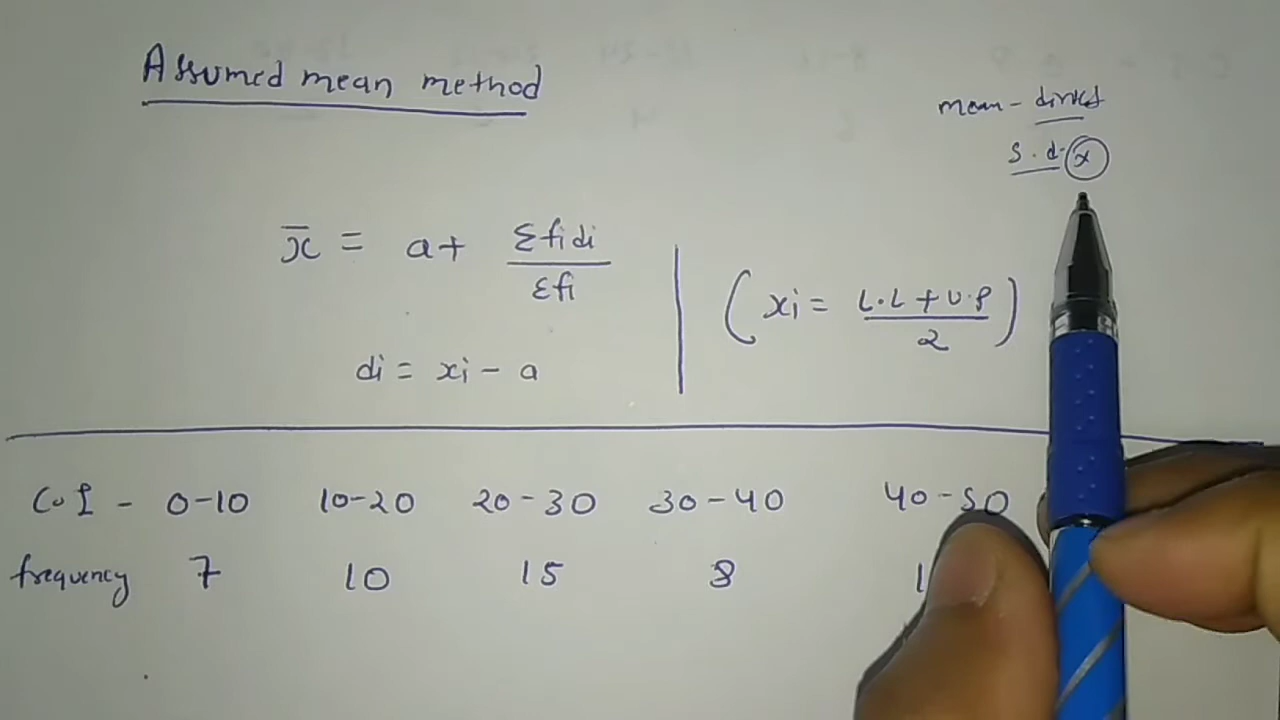 Assumed mean method
mean - direct
s.d. x
x̄ = a + Σfidi / Σfi
(xi = L.L + U.P / 2)
di = xi - a
C.I - 0-10 10-20 20-30 30-40 40-50
frequency 7 10 15 8 1